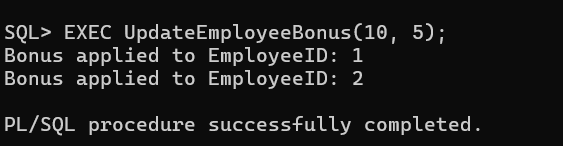 SQL> EXEC UpdateEmployeeBonus(10, 5);
Bonus applied to EmployeeID: 1
Bonus applied to EmployeeID: 2
PL/SQL procedure successfully completed.